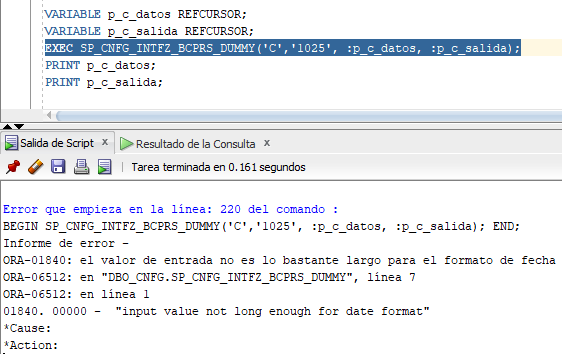 VARIABLE p_c_datos REFCURSOR;
VARIABLE p_c_salida REFCURSOR;
EXEC SP_CNFG_INTFZ_BCPRS_DUMMY('C','1025', :p_c_datos, :p_c_salida);
PRINT p_c_datos;
PRINT p_c_salida;
Salida de Script x Resultado de la Consulta x
Tarea terminada en 0.161 segundos
Error que empieza en la línea: 220 del comando :
BEGIN SP_CNFG_INTFZ_BCPRS_DUMMY('C','1025', :p_c_datos, :p_c_salida); END;
Informe de error -
ORA-01840: el valor de entrada no es lo bastante largo para el formato de fecha
ORA-06512: en "DBO_CNFG.SP_CNFG_INTFZ_BCPRS_DUMMY", línea 7
ORA-06512: en línea 1
01840. 00000 - "input value not long enough for date format"
*Cause:
*Action: